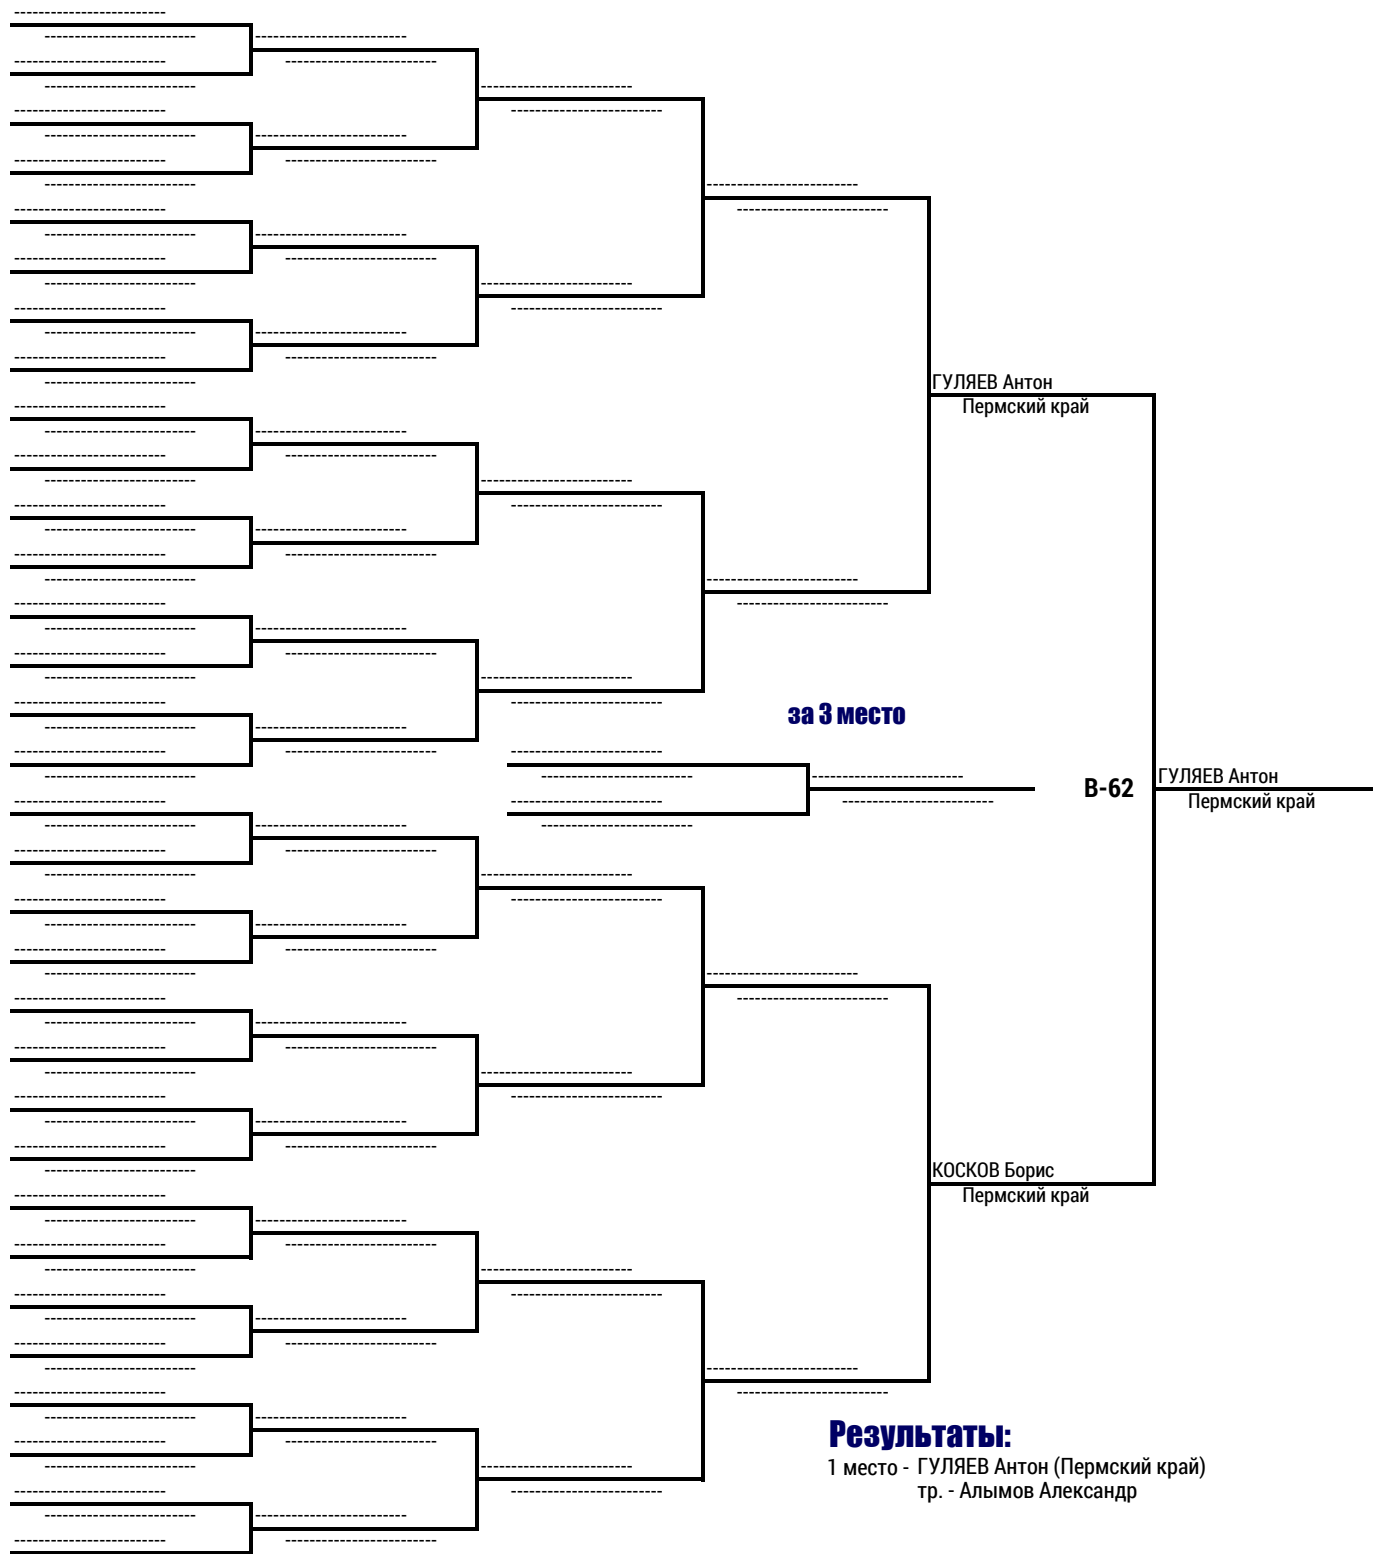 ГУЛЯЕВ Антон
Пермский край
за 3 место
В-62
ГУЛЯЕВ Антон
Пермский край
КОСКОВ Борис
Пермский край
Результаты:
1 место - ГУЛЯЕВ Антон (Пермский край)
тр. - Алымов Александр